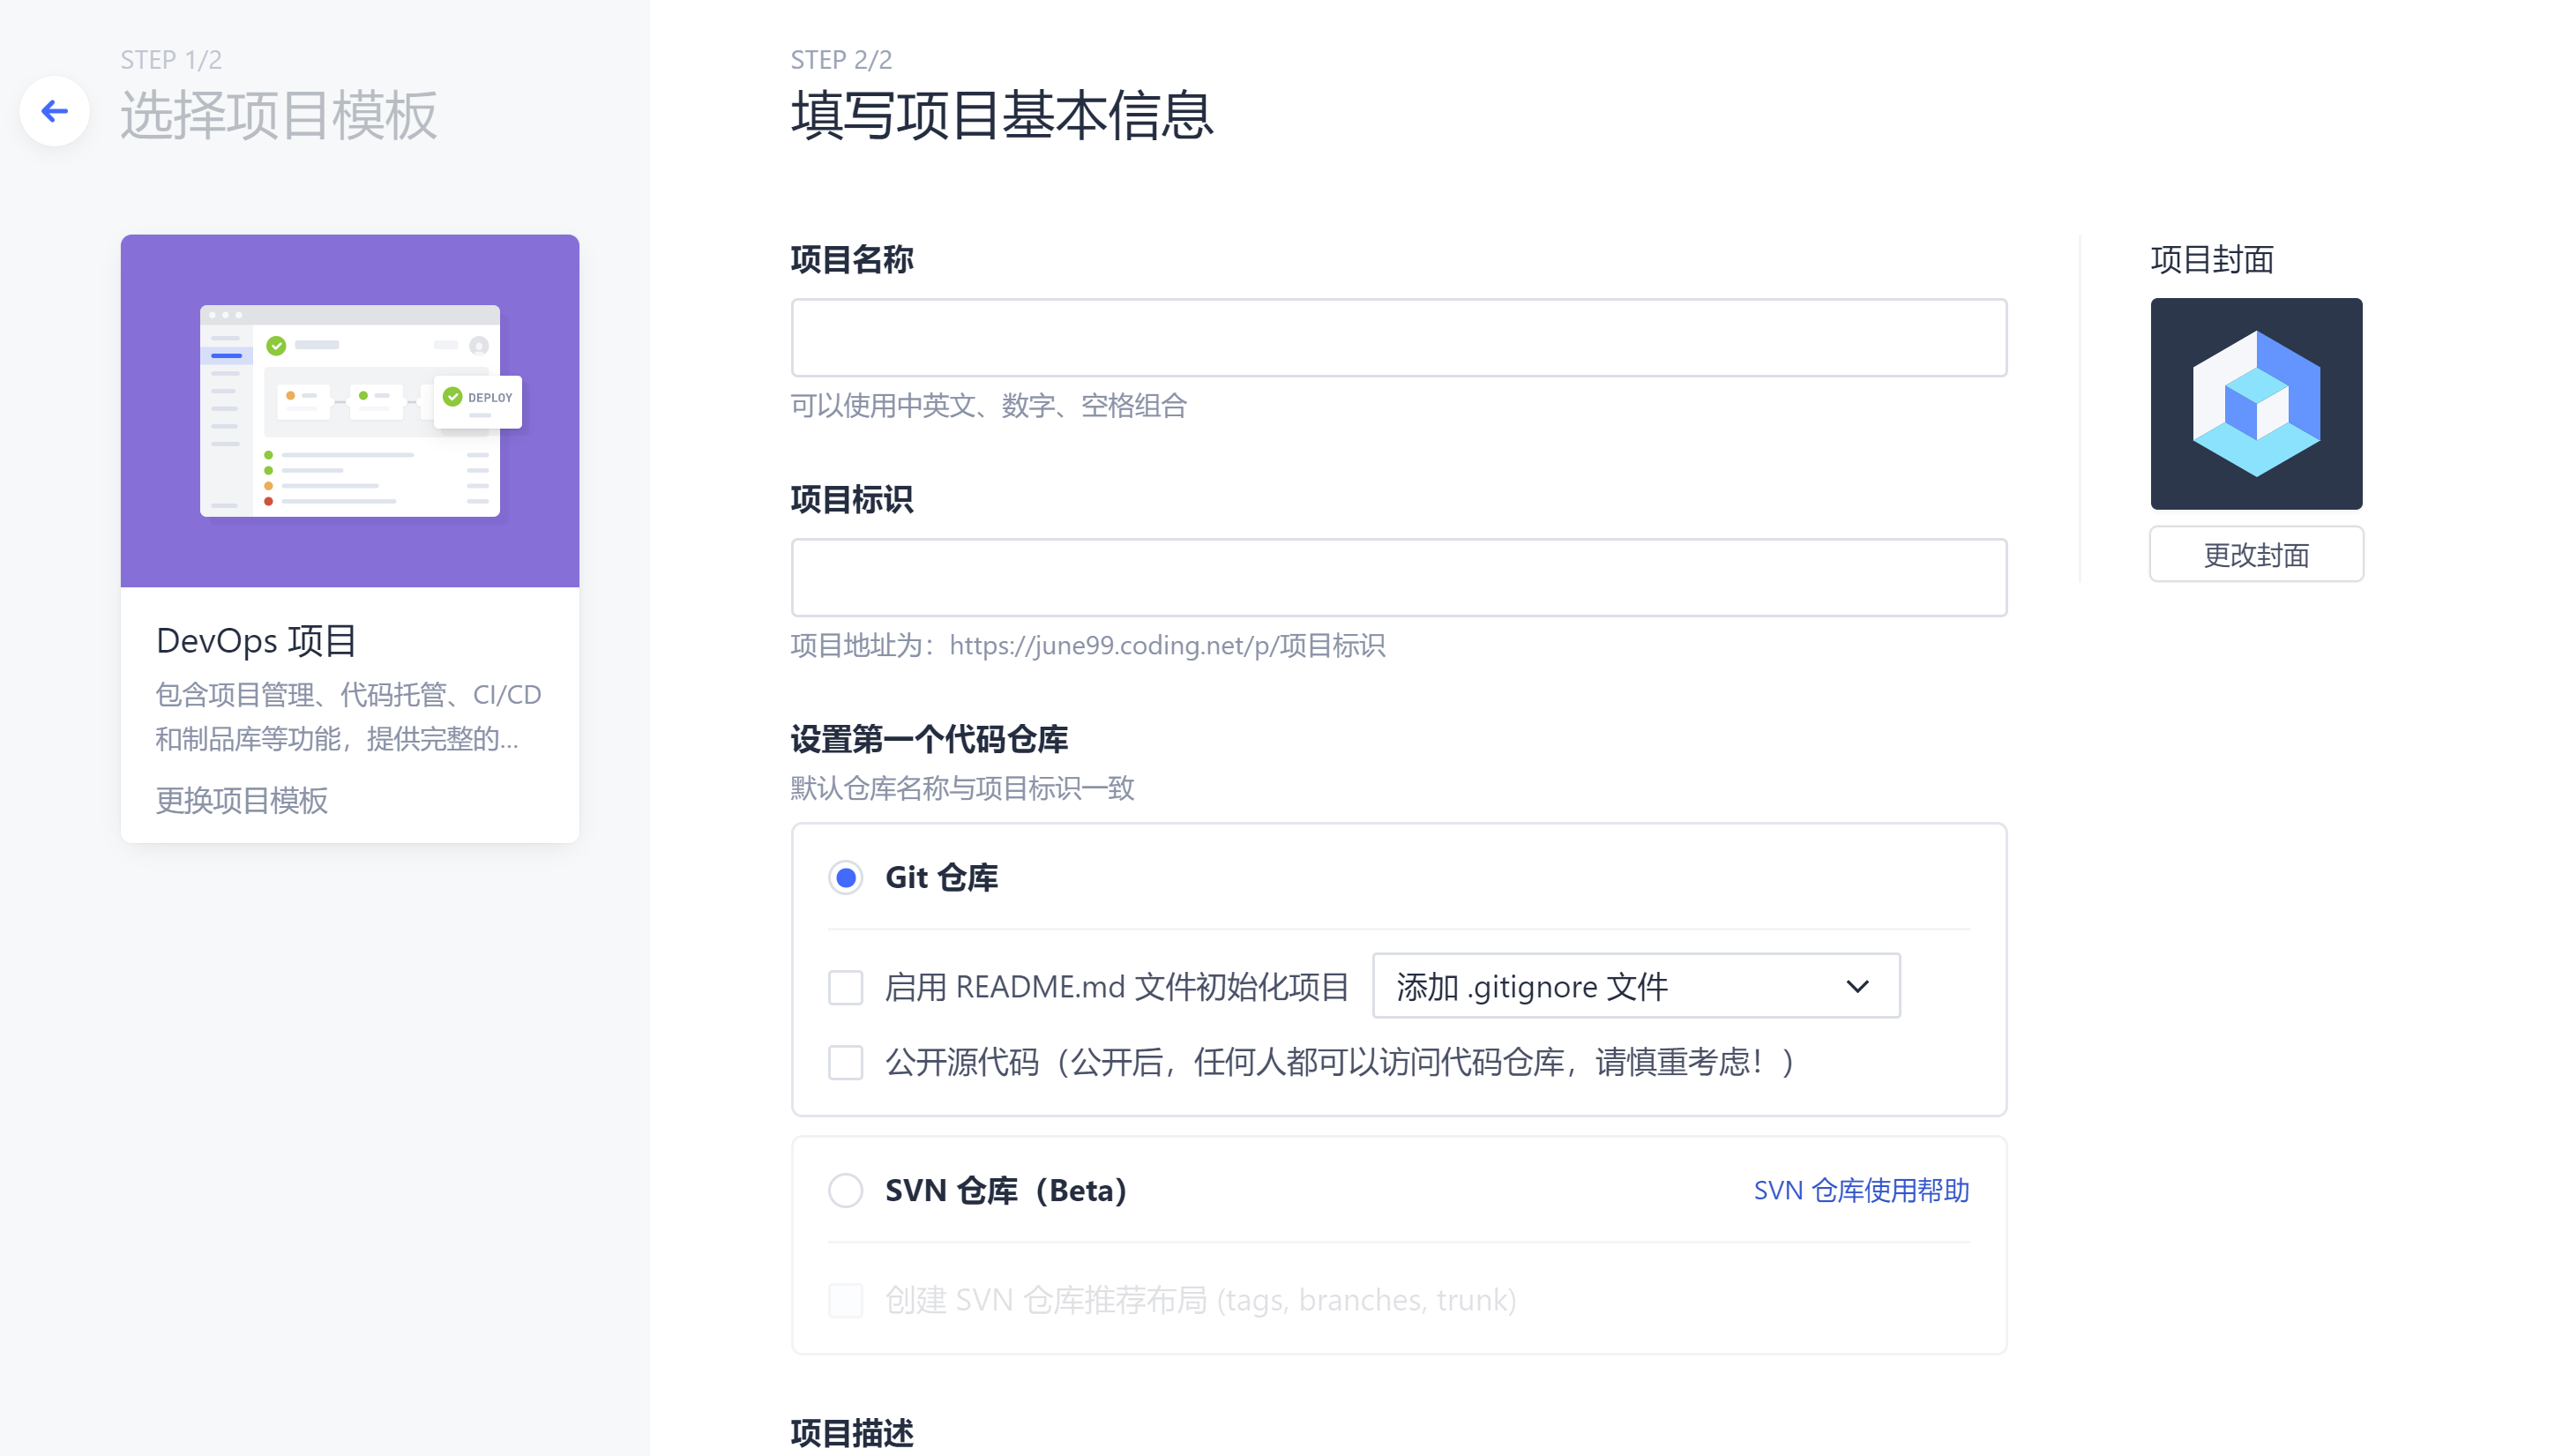 STEP 1/2
选择项目模板
DEPLOY
DevOps 项目
包含项目管理、代码托管、CI/CD
和制品库等功能，提供完整的...
更换项目模板
STEP 2/2
填写项目基本信息
项目名称
可以使用中英文、数字、空格组合
项目标识
项目地址为：https://june99.coding.net/p/项目标识
设置第一个代码仓库
默认仓库名称与项目标识一致
Git 仓库
启用 README.md 文件初始化项目 添加 .gitignore 文件
公开源代码（公开后，任何人都可以访问代码仓库，请慎重考虑！）
SVN 仓库（Beta） SVN 仓库使用帮助
创建 SVN 仓库推荐布局 (tags, branches, trunk)
项目描述
项目封面
更改封面